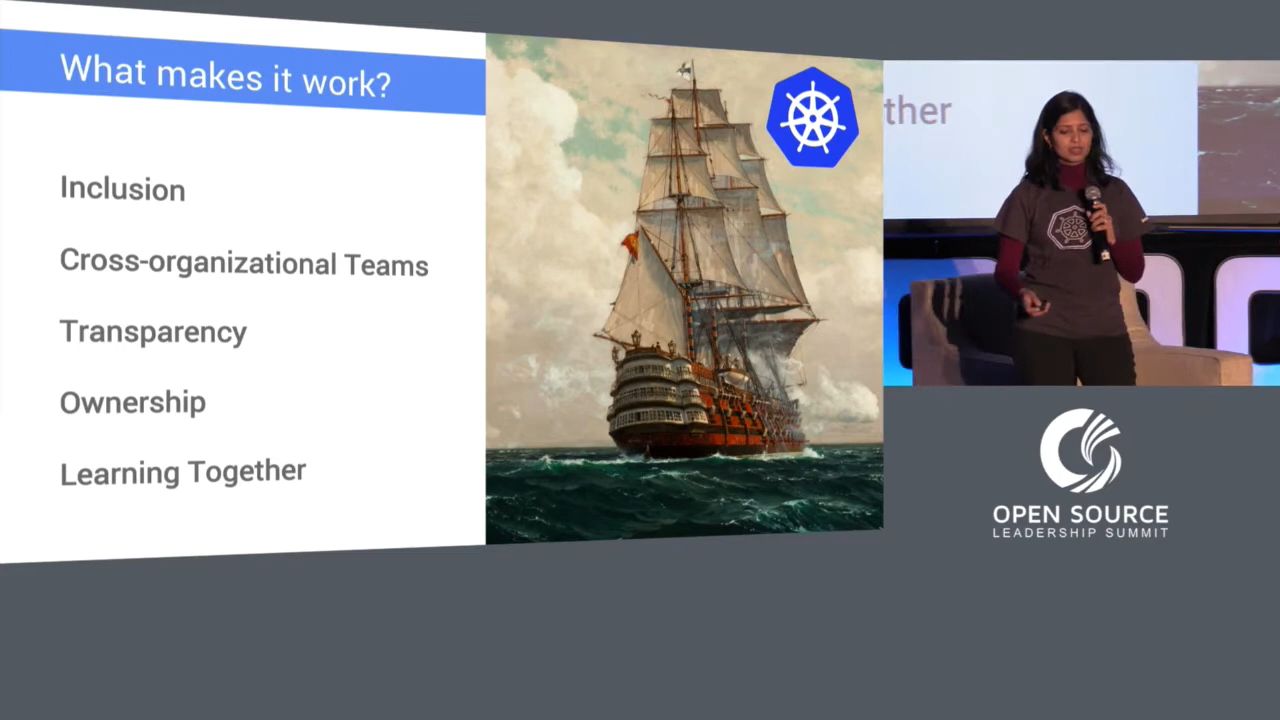 What makes it work?
Inclusion
Cross-organizational Teams
Transparency
Ownership
Learning Together
ther
OPEN SOURCE
LEADERSHIP SUMMIT